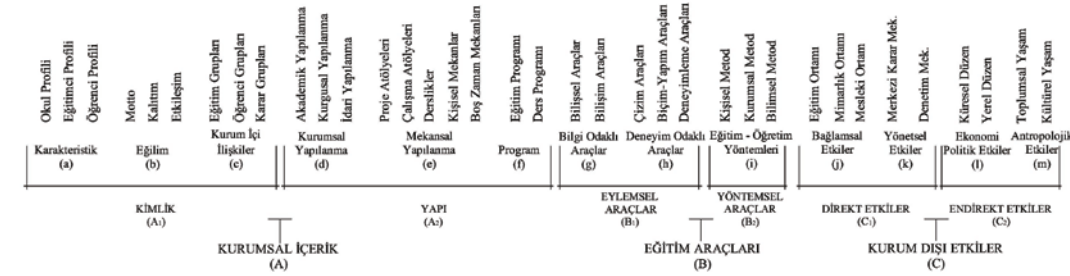 Okul Profili
Eğitimci Profili
Öğrenci Profili
Motto
Kalıtım
Etkileşim
Eğitim Grupları
Öğrenci Grupları
Karar Grupları
Akademik Yapılanma
Kurgusal Yapılanma
İdari Yapılanma
Proje Atölyeleri
Çalışma Atölyeleri
Derslikler
Kişisel Mekanlar
Boş Zaman Mekanları
Eğitim Programı
Ders Programı
Bilişsel Araçlar
Bilişim Araçları
Çizim Araçları
Biçim-Yapım Araçları
Deneyimleme Araçları
Kişisel Metod
Kurumsal Metod
Bilimsel Metod
Eğitim Ortamı
Mimarlık Ortamı
Mesleki Ortam
Merkezi Karar Mek.
Denetim Mek.
Küresel Düzen
Yerel Düzen
Toplumsal Yaşam
Kültürel Yaşam
Karakteristik
(a)
Eğilim
(b)
Kurum İçi
İlişkiler
(c)
Kurumsal
Yapılanma
(d)
Mekansal
Yapılanma
(e)
Program
(f)
Bilgi Odaklı
Araçlar
(g)
Deneyim Odaklı
Araçlar
(h)
Eğitim - Öğretim
Yöntemleri
(i)
Bağlamsal
Etkiler
(j)
Yönetsel
Etkiler
(k)
Ekonomi
Politik Etkiler
(l)
Antropolojik
Etkiler
(m)
KİMLİK
(A1)
YAPI
(A2)
EYLEMSEL
ARAÇLAR
(B1)
YÖNTEMSEL
ARAÇLAR
(B2)
DİREKT ETKİLER
(C1)
ENDİREKT ETKİLER
(C2)
KURUMSAL İÇERİK
(A)
EĞİTİM ARAÇLARI
(B)
KURUM DIŞI ETKİLER
(C)